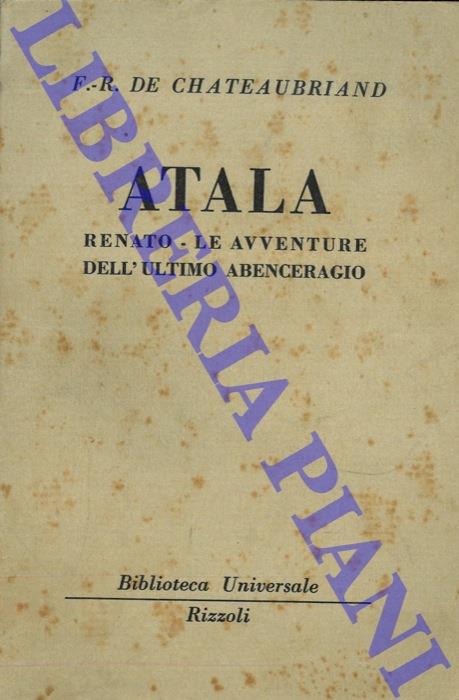 F.-R. DE CHATEAUBRIAND
ATALA
RENATO - LE AVVENTURE
DELL'ULTIMO ABENCERAGIO
LIBRERIA PIANI
Biblioteca Universale
Rizzoli